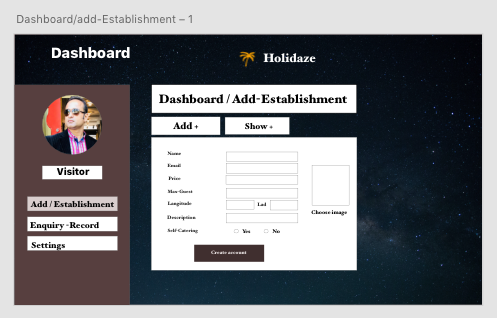 Dashboard/add-Establishment – 1
Dashboard
Holidaze
Dashboard / Add-Establishment
Add +
Show +
Visitor
Add / Establishment
Enquiry -Record
Settings
Name
Email
Price
Max-Guest
Longitude
Lad
Description
Self-Catering
Yes
No
Choose image
Create account